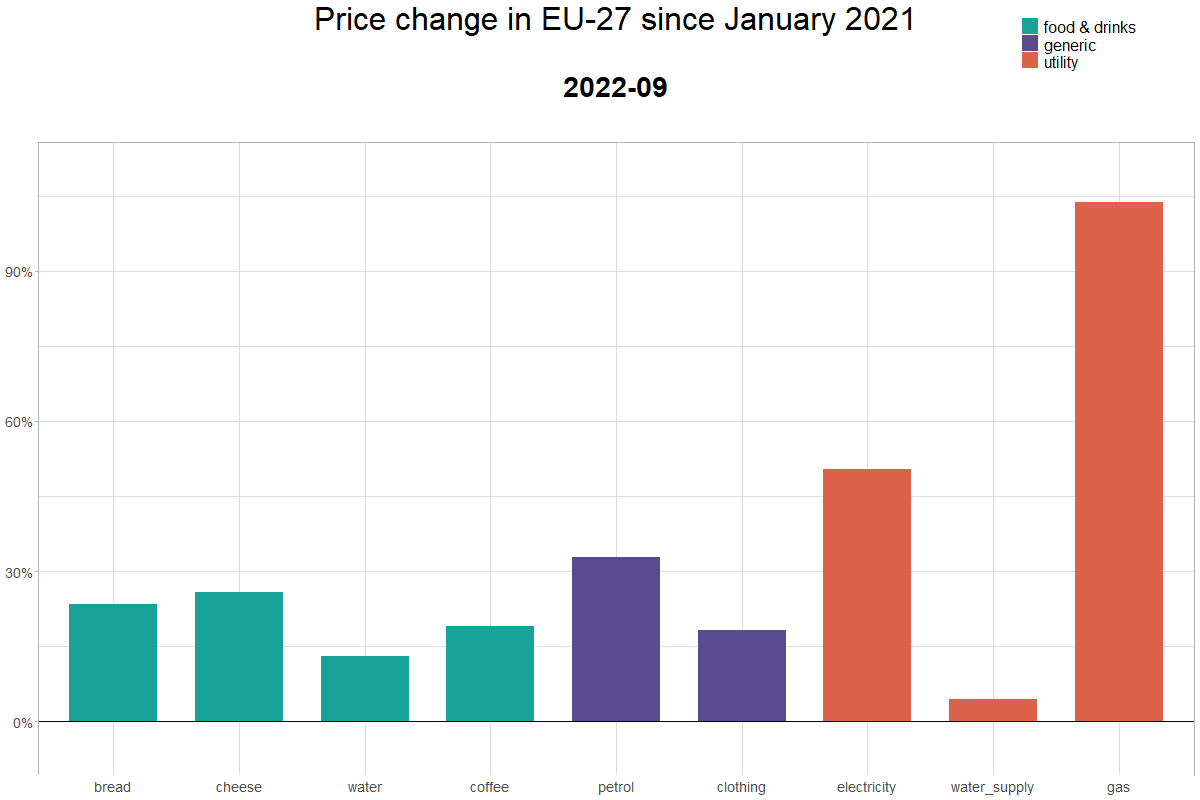 Price change in EU-27 since January 2021
food & drinks
generic
utility
2022-09
90%
60%
30%
0%
bread cheese water coffee petrol clothing electricity water_supply gas